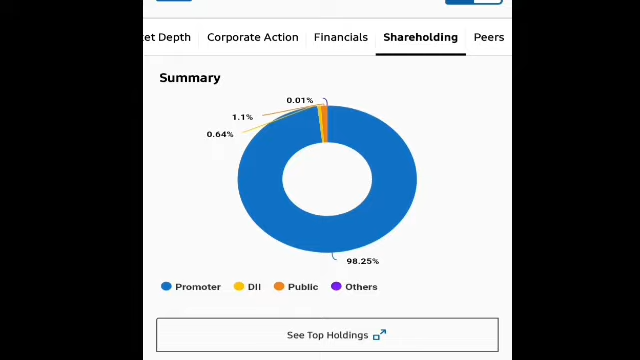 et Depth Corporate Action Financials Shareholding Peers
Summary
0.01%
1.1%
0.64%
98.25%
Promoter DII Public Others
See Top Holdings